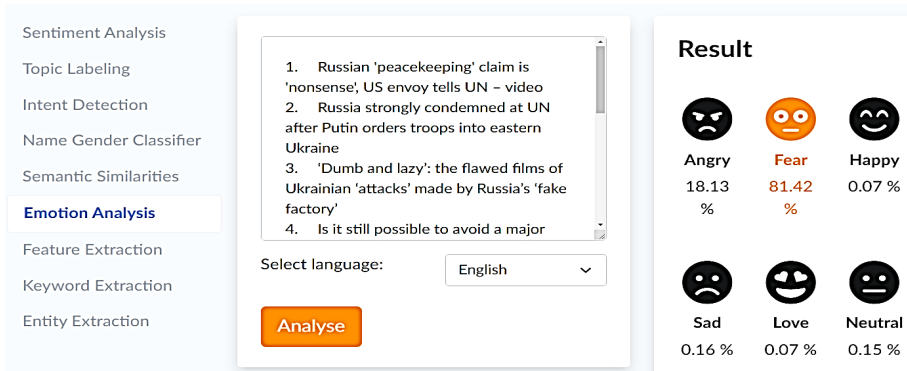 Sentiment Analysis
Topic Labeling
Intent Detection
Name Gender Classifier
Semantic Similarities
Emotion Analysis
Feature Extraction
Keyword Extraction
Entity Extraction
1. Russian 'peacekeeping' claim is
'nonsense', US envoy tells UN – video
2. Russia strongly condemned at UN
after Putin orders troops into eastern
Ukraine
3. ‘Dumb and lazy’: the flawed films of
Ukrainian ‘attacks’ made by Russia’s ‘fake
factory’
4. Is it still possible to avoid a major
Select language:
English
Analyse
Result
Angry Fear Happy
18.13 81.42 0.07 %
% %
Sad Love Neutral
0.16 % 0.07 % 0.15 %